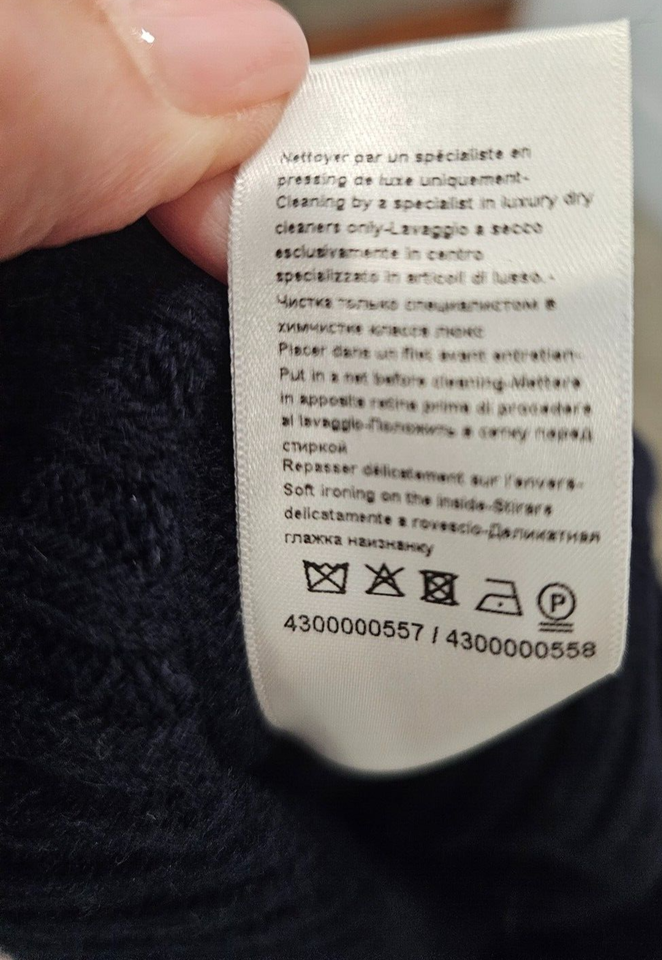 Nettoyer par un spécialiste en
pressing de luxe uniquement-
Cleaning by a specialist in luxury dry
cleaners only-Lavaggio a secco
esclusivamente in centro
specializzato in articoli di lusso.-
Чистка только специалистом в
химчистке класса люкс
Placer dans un filet avant entretien-
Put in a net before cleaning-Mettere
in apposite retine prima di procedere
al lavaggio-Положить в сетку перед
стиркой
Repasser délicatement sur l'envers-
Soft ironing on the inside-Stirare
delicatamente a rovescio-Деликатная
глажка наизнанку
P
4300000557 / 4300000558